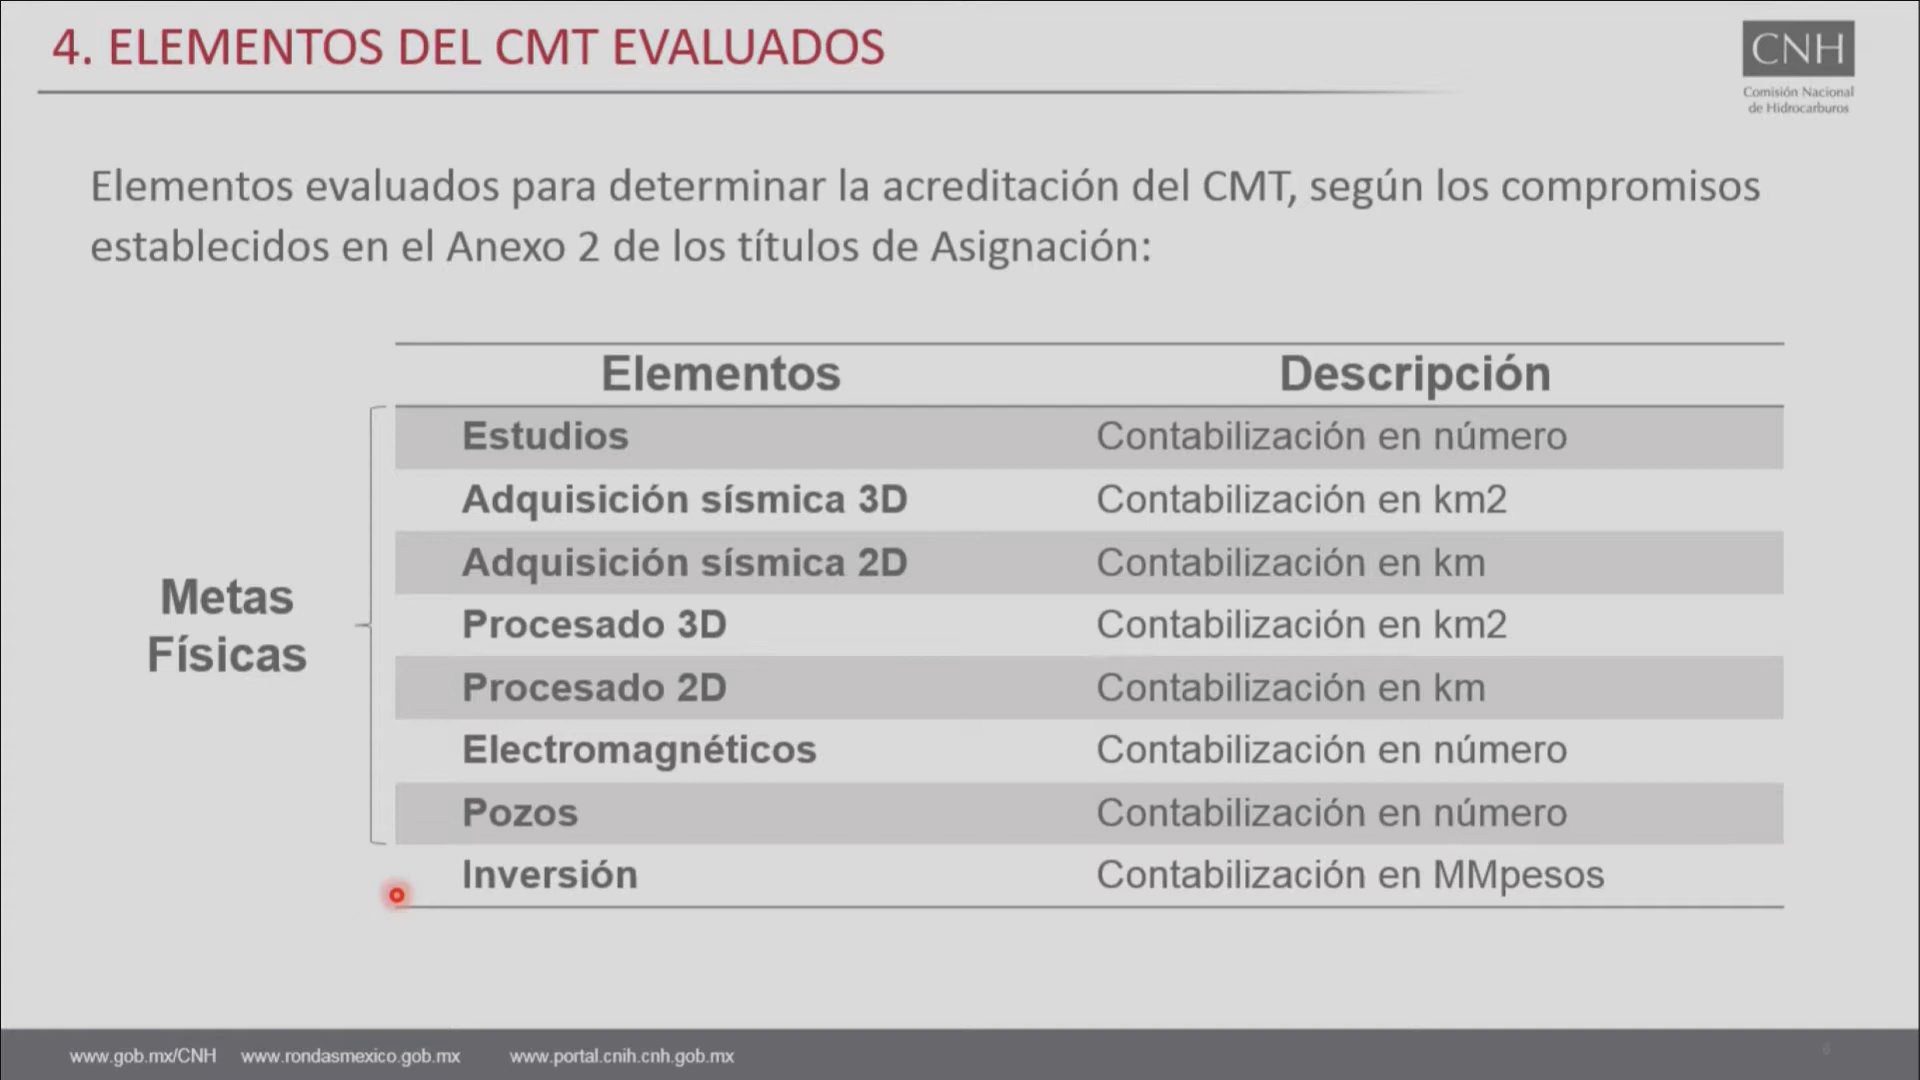 4. ELEMENTOS DEL CMT EVALUADOS
CNH
Comisión Nacional
de Hidrocarburos
Elementos evaluados para determinar la acreditación del CMT, según los compromisos
establecidos en el Anexo 2 de los títulos de Asignación:
Elementos Descripción
Estudios Contabilización en número
Adquisición sísmica 3D Contabilización en km2
Adquisición sísmica 2D Contabilización en km
Metas
Físicas
Procesado 3D Contabilización en km2
Procesado 2D Contabilización en km
Electromagnéticos Contabilización en número
Pozos Contabilización en número
Inversión Contabilización en MMpesos
www.gob.mx/CNH www.rondasmexico.gob.mx www.portal.cnih.cnh.gob.mx